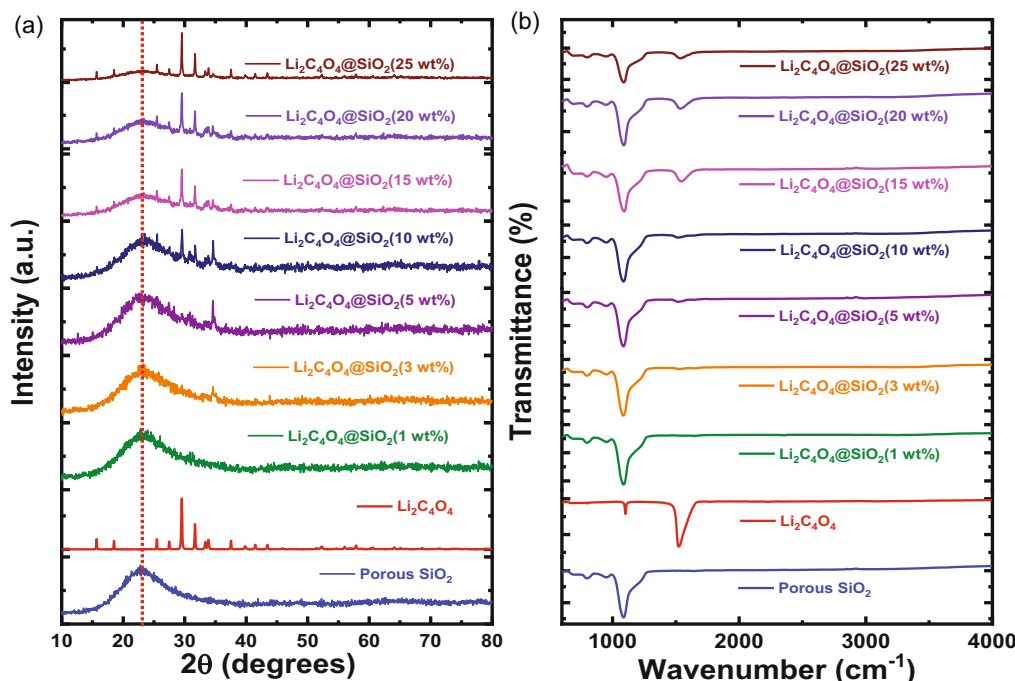 (a)
Li₂C₄O₄@SiO₂(25 wt%)
Li₂C₄O₄@SiO₂(20 wt%)
Li₂C₄O₄@SiO₂(15 wt%)
Li₂C₄O₄@SiO₂(10 wt%)
Li₂C₄O₄@SiO₂(5 wt%)
Li₂C₄O₄@SiO₂(3 wt%)
Li₂C₄O₄@SiO₂(1 wt%)
Li₂C₄O₄
Porous SiO₂
Intensity (a.u.)
10 20 30 40 50 60 70 80
2θ (degrees)
(b)
Li₂C₄O₄@SiO₂(25 wt%)
Li₂C₄O₄@SiO₂(20 wt%)
Li₂C₄O₄@SiO₂(15 wt%)
Li₂C₄O₄@SiO₂(10 wt%)
Li₂C₄O₄@SiO₂(5 wt%)
Li₂C₄O₄@SiO₂(3 wt%)
Li₂C₄O₄@SiO₂(1 wt%)
Li₂C₄O₄
Porous SiO₂
Transmittance (%)
1000 2000 3000 4000
Wavenumber (cm⁻¹)